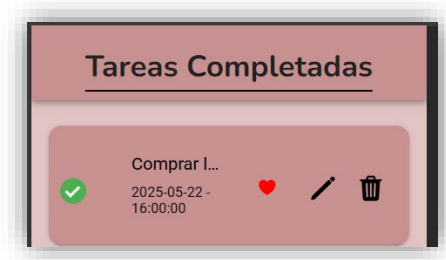 Tareas Completadas
Comprar l...
2025-05-22 -
16:00:00